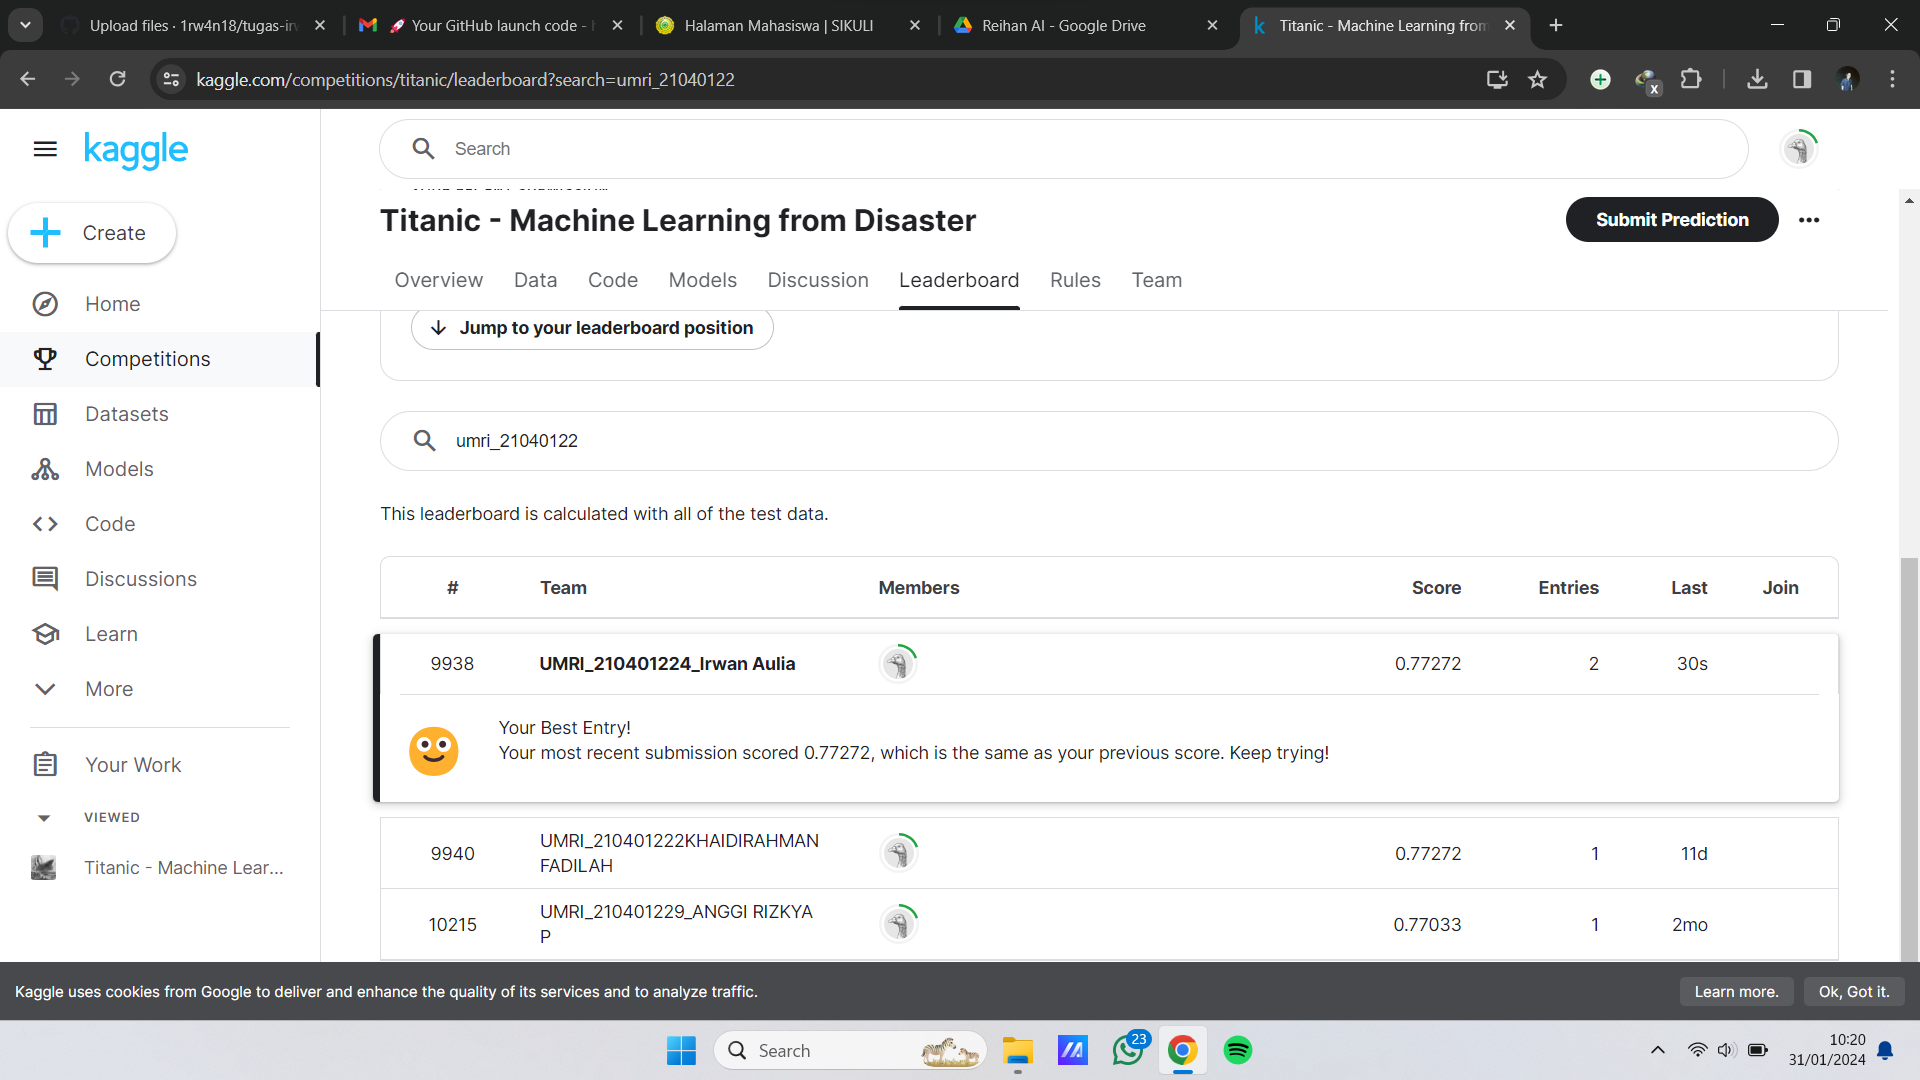 Upload files · 1rw4n18/tugas-irw
🚀 Your GitHub launch code - h
Halaman Mahasiswa | SIKULI
Reihan AI - Google Drive
Titanic - Machine Learning from
kaggle.com/competitions/titanic/leaderboard?search=umri_21040122
x
kaggle
Search
Create
Titanic - Machine Learning from Disaster
Submit Prediction
Overview
Data
Code
Models
Discussion
Leaderboard
Rules
Team
Home
Competitions
Datasets
Models
Code
Discussions
Learn
More
Your Work
VIEWED
Titanic - Machine Lear...
Jump to your leaderboard position
umri_21040122
This leaderboard is calculated with all of the test data.
# Team Members Score Entries Last Join
9938 UMRI_210401224_Irwan Aulia 0.77272 2 30s
Your Best Entry!
Your most recent submission scored 0.77272, which is the same as your previous score. Keep trying!
9940 UMRI_210401222KHAIDIRAHMAN 0.77272 1 11d
FADILAH
10215 UMRI_210401229_ANGGI RIZKYA 0.77033 1 2mo
P
Kaggle uses cookies from Google to deliver and enhance the quality of its services and to analyze traffic.
Learn more.
Ok, Got it.
Search
23
10:20
31/01/2024